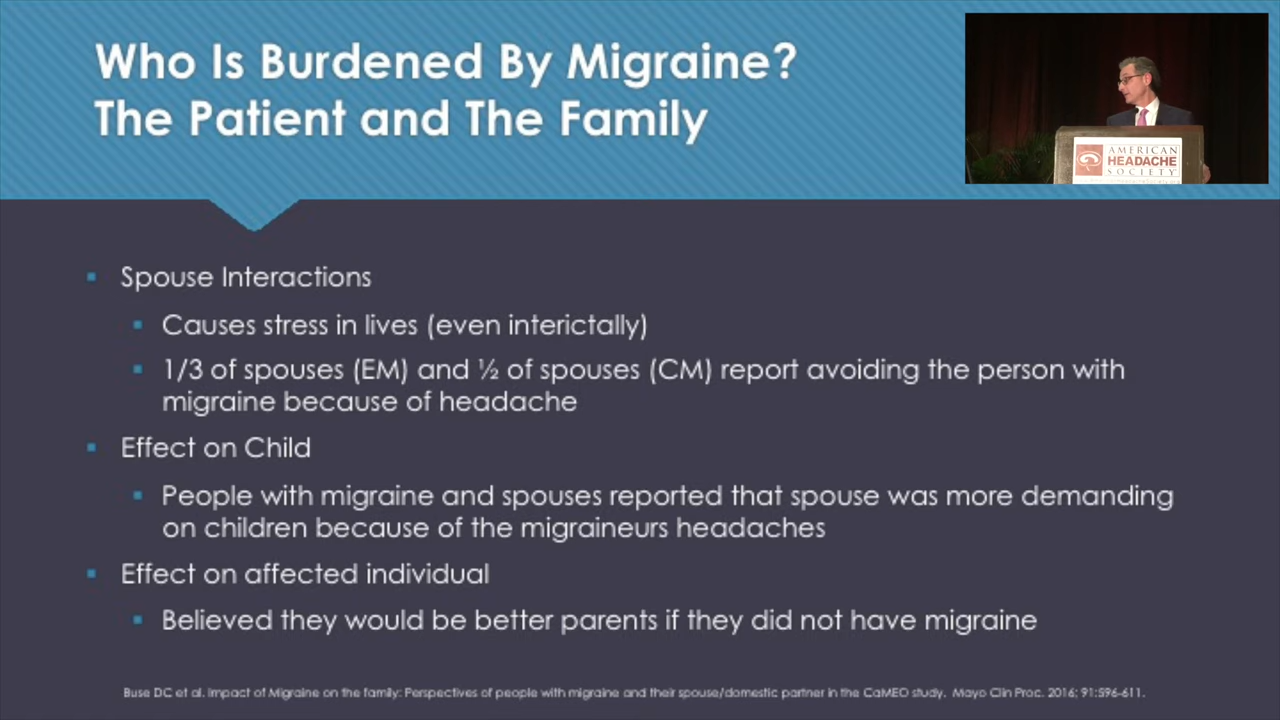 Who Is Burdened By Migraine?
The Patient and The Family
AMERICAN
HEADACHE
SOCIETY
▪ Spouse Interactions
▪ Causes stress in lives (even interictally)
▪ 1/3 of spouses (EM) and ½ of spouses (CM) report avoiding the person with
migraine because of headache
▪ Effect on Child
▪ People with migraine and spouses reported that spouse was more demanding
on children because of the migraineurs headaches
▪ Effect on affected individual
▪ Believed they would be better parents if they did not have migraine
Buse DC et al. Impact of Migraine on the family: Perspectives of people with migraine and their spouse/domestic partner in the CaMEO study. Mayo Clin Proc. 2016; 91:596-611.